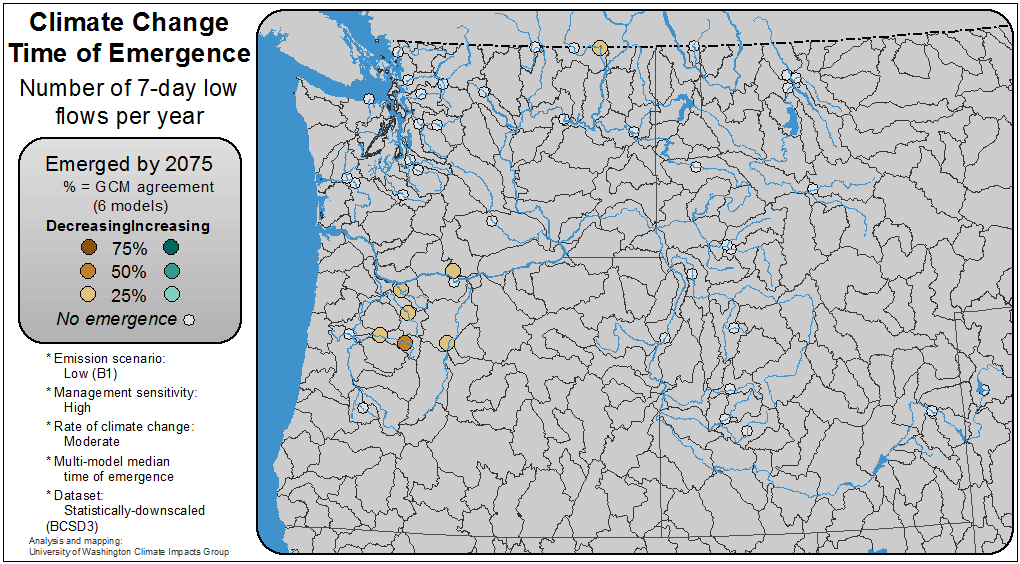 Climate Change
Time of Emergence
Number of 7-day low
flows per year
Emerged by 2075
% = GCM agreement
(6 models)
DecreasingIncreasing
75%
50%
25%
No emergence
* Emission scenario:
Low (B1)
* Management sensitivity:
High
* Rate of climate change:
Moderate
* Multi-model median
time of emergence
* Dataset:
Statistically-downscaled
(BCSD3)
Analysis and mapping:
University of Washington Climate Impacts Group